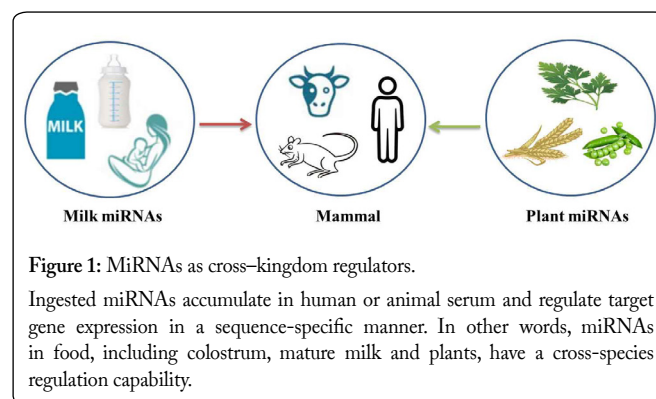 MILK
Milk miRNAs
Mammal
Plant miRNAs
Figure 1: MiRNAs as cross–kingdom regulators.
Ingested miRNAs accumulate in human or animal serum and regulate target
gene expression in a sequence-specific manner. In other words, miRNAs
in food, including colostrum, mature milk and plants, have a cross-species
regulation capability.